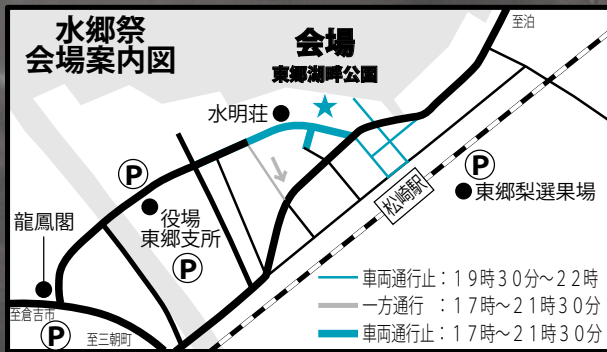 水郷祭
会場案内図
会場
東郷湖畔公園
至泊
水明荘
P
P
松崎駅
東郷梨選果場
役場
東郷支所
P
龍鳳閣
至倉吉市
P
至三朝町
車両通行止：19時30分～22時
一方通行　：17時～21時30分
車両通行止：17時～21時30分